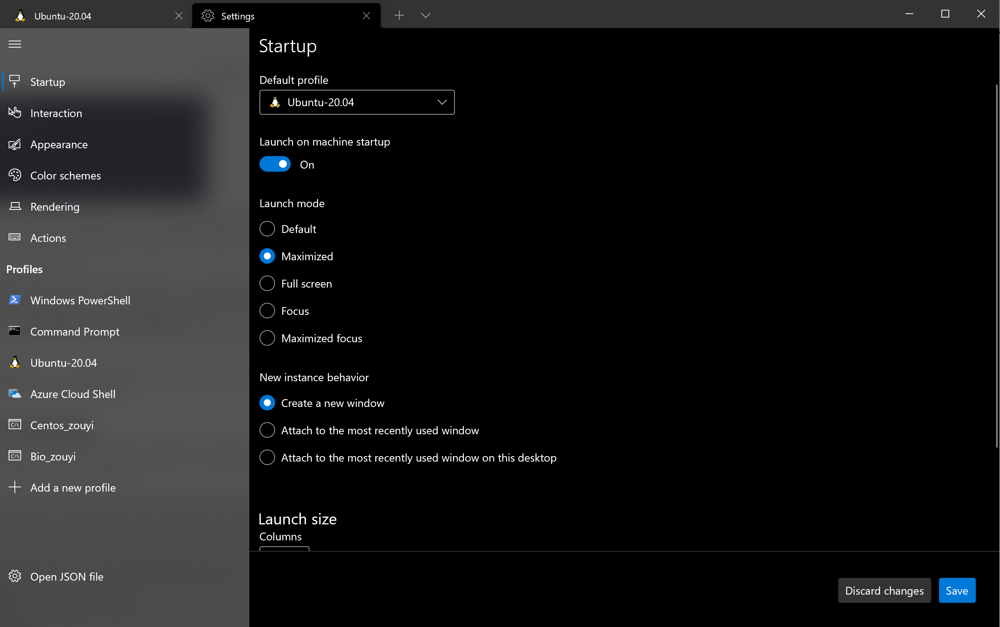 Ubuntu-20.04
Settings
Startup
Interaction
Appearance
Color schemes
Rendering
Actions
Profiles
Windows PowerShell
Command Prompt
Ubuntu-20.04
Azure Cloud Shell
Centos_zouyi
Bio_zouyi
Add a new profile
Open JSON file
Startup
Default profile
Ubuntu-20.04
Launch on machine startup
On
Launch mode
Default
Maximized
Full screen
Focus
Maximized focus
New instance behavior
Create a new window
Attach to the most recently used window
Attach to the most recently used window on this desktop
Launch size
Columns
Discard changes
Save